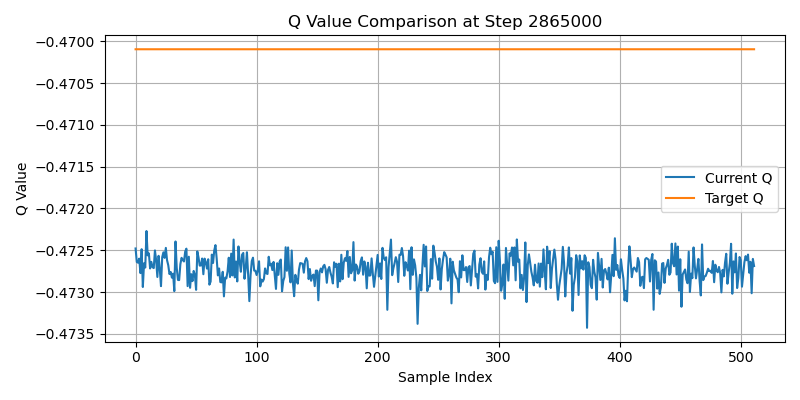 Q Value Comparison at Step 2865000
−0.4700
−0.4705
−0.4710
−0.4715
−0.4720
−0.4725
−0.4730
−0.4735
Q Value
Current Q
Target Q
0 100 200 300 400 500
Sample Index